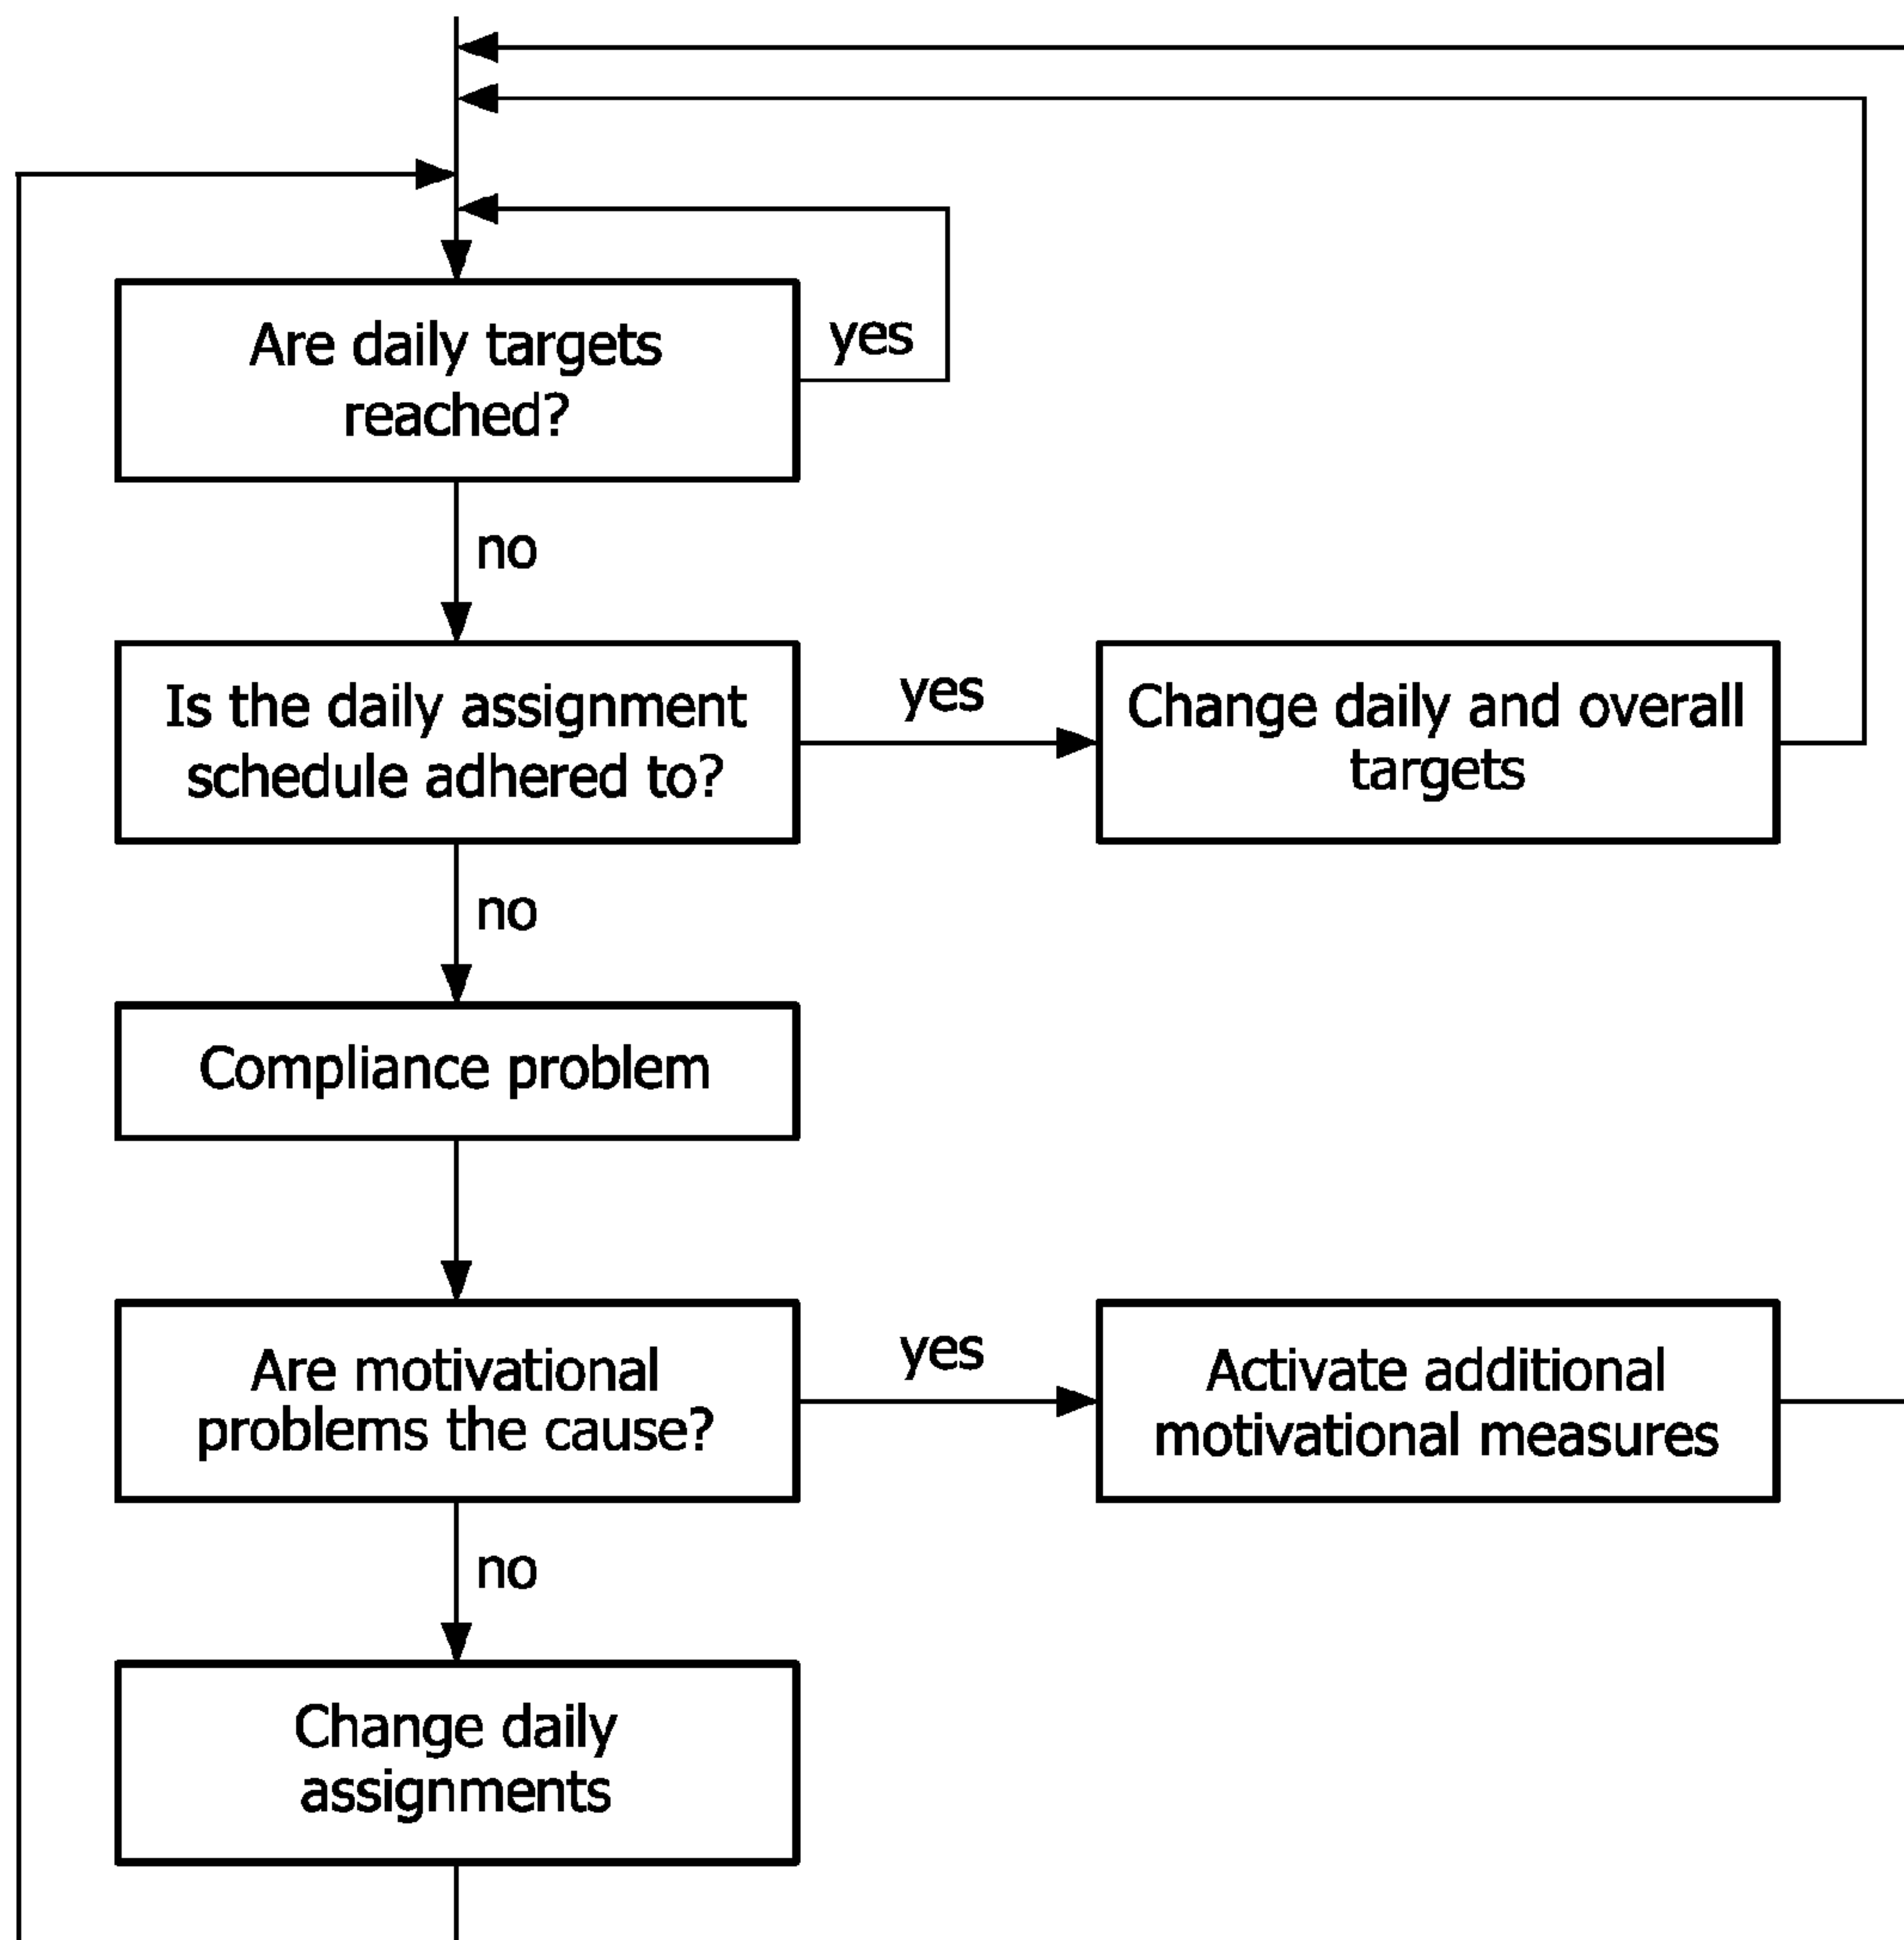 Are daily targets
reached?
yes
no
Is the daily assignment
schedule adhered to?
yes
Change daily and overall
targets
no
Compliance problem
Are motivational
problems the cause?
yes
Activate additional
motivational measures
no
Change daily
assignments